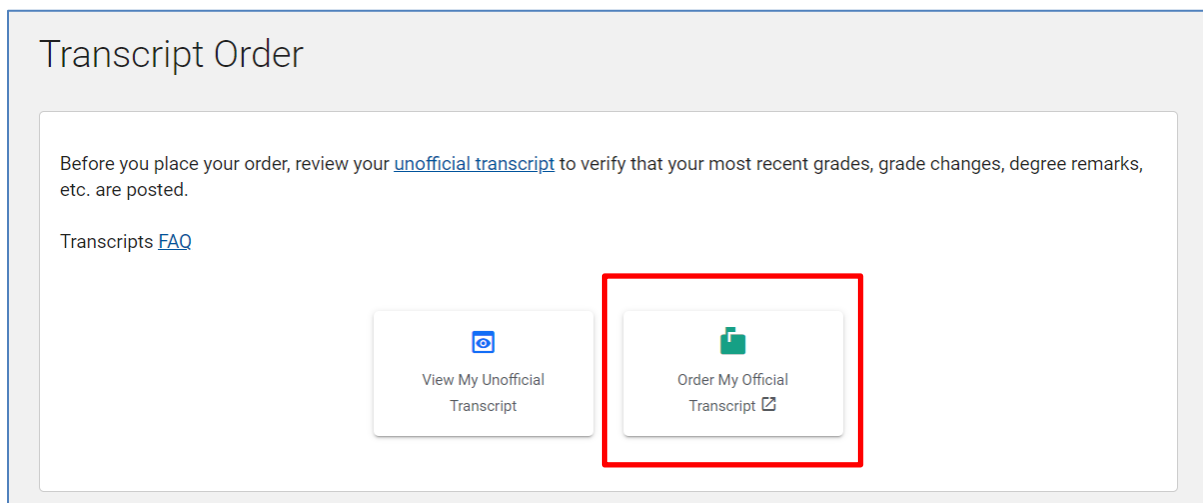 Transcript Order
Before you place your order, review your unofficial transcript to verify that your most recent grades, grade changes, degree remarks,
etc. are posted.
Transcripts FAQ
View My Unofficial
Transcript
Order My Official
Transcript